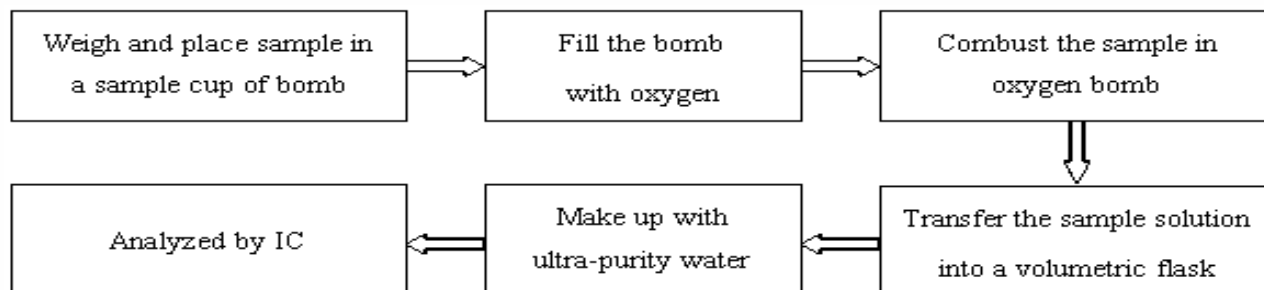 Weigh and place sample in
a sample cup of bomb
Fill the bomb
with oxygen
Combust the sample in
oxygen bomb
Transfer the sample solution
into a volumetric flask
Make up with
ultra-purity water
Analyzed by IC